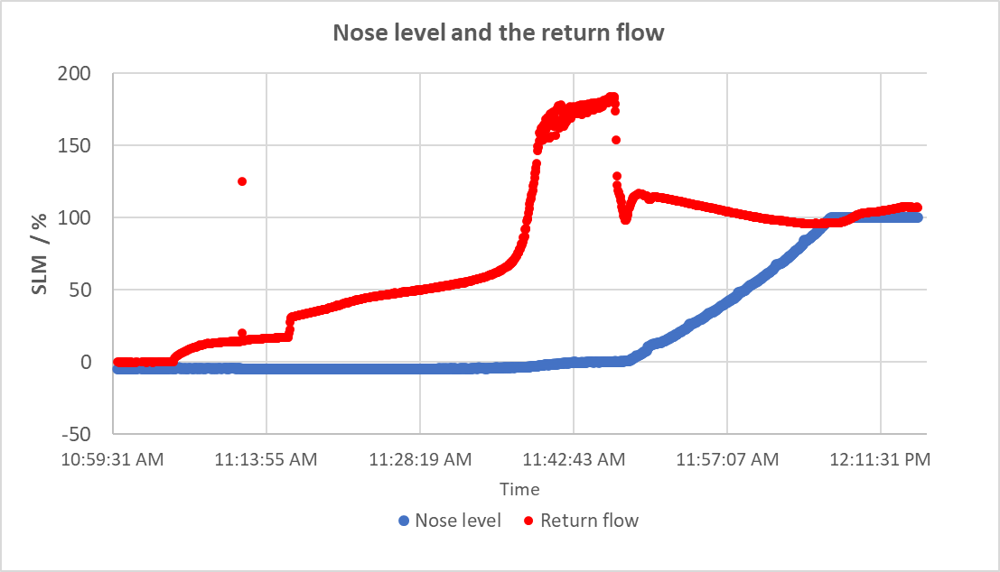 Nose level and the return flow
200
150
100
50
0
-50
SLM / %
10:59:31 AM 11:13:55 AM 11:28:19 AM 11:42:43 AM 11:57:07 AM 12:11:31 PM
Time
Nose level Return flow